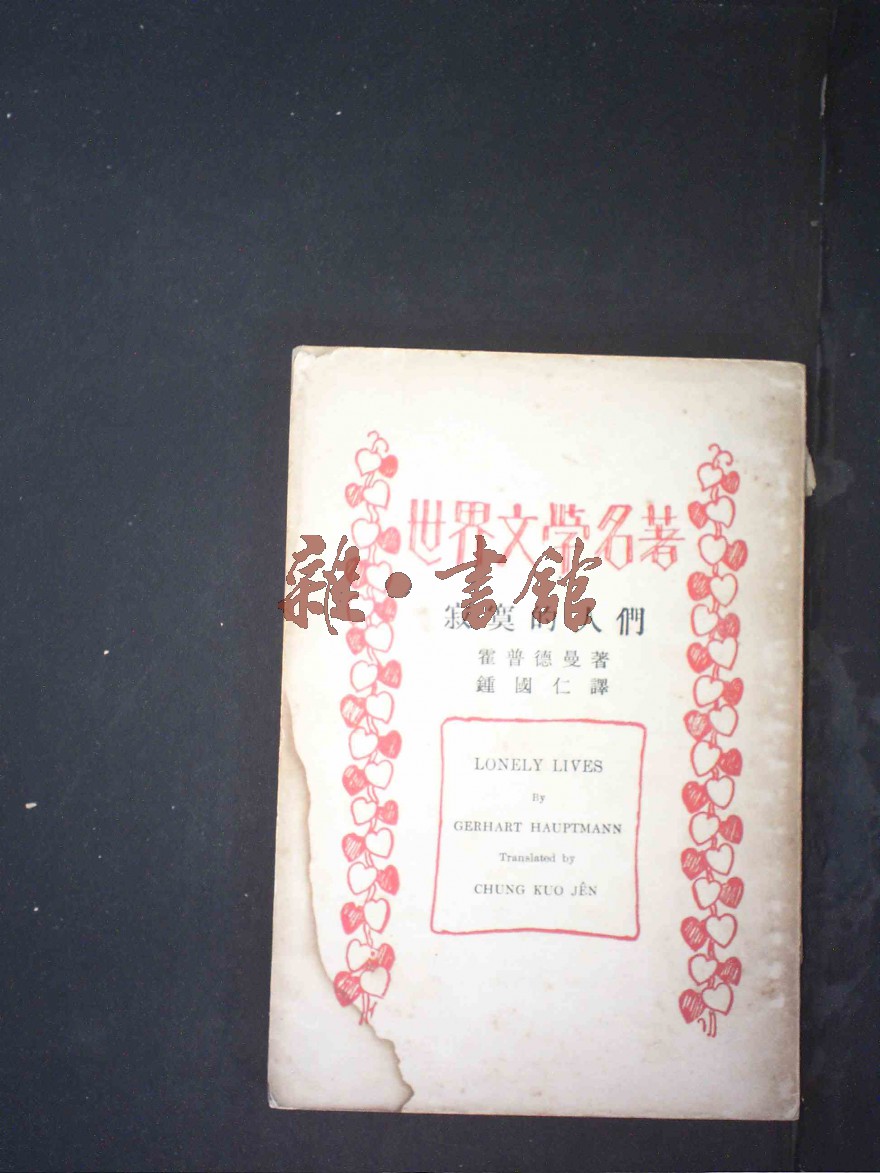 世界文學名著
雜·書館
寂寞的人們
霍普德曼著
鍾國仁譯
LONELY LIVES
By
GERHART HAUPTMANN
Translated by
CHUNG KUO JÊN